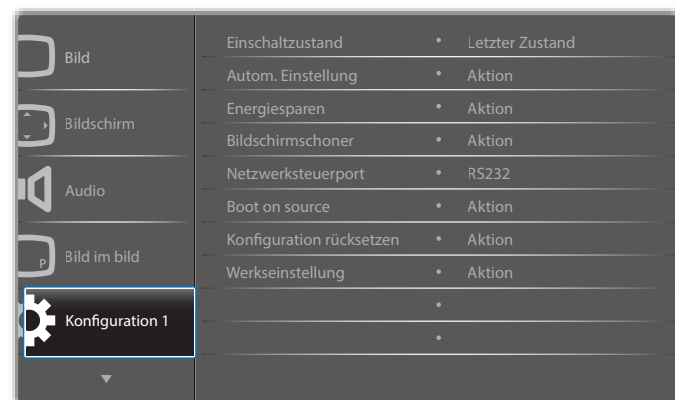 Bild
Bildschirm
Audio
P
Bild im bild
Konfiguration 1
Einschaltzustand • Letzter Zustand
Autom. Einstellung • Aktion
Energiesparen • Aktion
Bildschirmschoner • Aktion
Netzwerksteuerport • RS232
Boot on source • Aktion
Konfiguration rücksetzen • Aktion
Werkseinstellung • Aktion
•
•